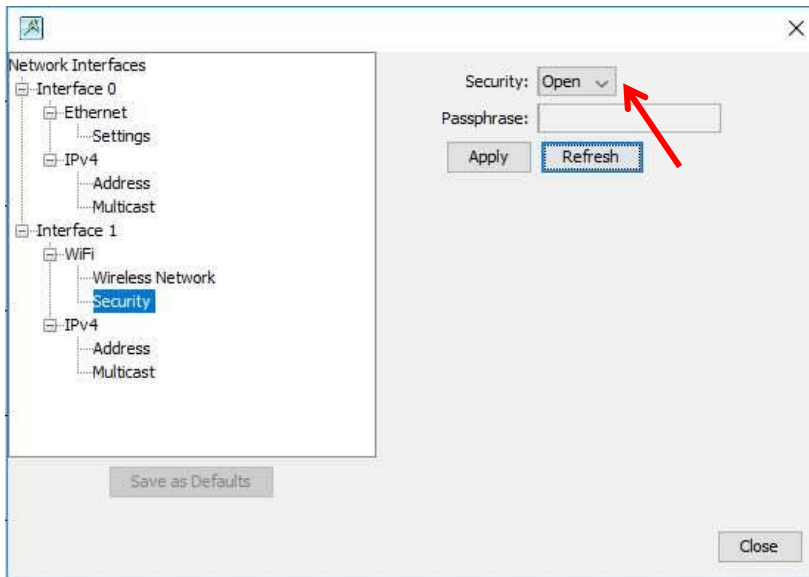 Network Interfaces
Interface 0
Ethernet
Settings
IPv4
Address
Multicast
Interface 1
WiFi
Wireless Network
Security
IPv4
Address
Multicast
Save as Defaults
Security: Open
Passphrase:
Apply Refresh
Close